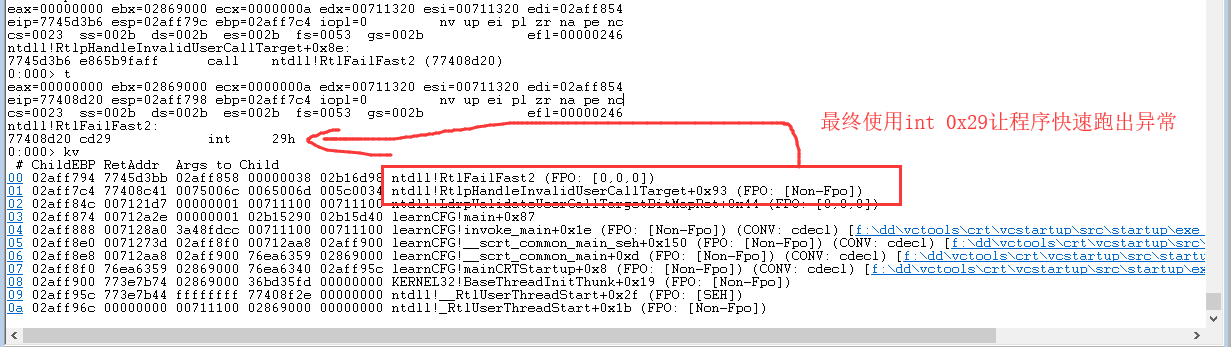 eax=00000000 ebx=02869000 ecx=0000000a edx=00711320 esi=00711320 edi=02aff854
eip=7745d3b6 esp=02aff79c ebp=02aff7c4 iopl=0         nv up ei pl zr na pe nc
cs=0023  ss=002b  ds=002b  es=002b  fs=0053  gs=002b             efl=00000246
ntdll!RtlpHandleInvalidUserCallTarget+0x8e:
7745d3b6 e865b9faff      call    ntdll!RtlFailFast2 (77408d20)
0:000> t
eax=00000000 ebx=02869000 ecx=0000000a edx=00711320 esi=00711320 edi=02aff854
eip=77408d20 esp=02aff798 ebp=02aff7c4 iopl=0         nv up ei pl zr na pe nc
cs=0023  ss=002b  ds=002b  es=002b  fs=0053  gs=002b             efl=00000246
ntdll!RtlFailFast2:
77408d20 cd29            int     29h
最终使用int 0x29让程序快速跑出异常
0:000> kv
 # ChildEBP RetAddr  Args to Child
00 02aff794 7745d3bb 02aff858 00000038 02b16d98 ntdll!RtlFailFast2 (FPO: [0,0,0])
01 02aff7c4 77408c41 0075006c 0065006d 005c0034 ntdll!RtlpHandleInvalidUserCallTarget+0x93 (FPO: [Non-Fpo])
02 02aff84c 007121d7 00000001 00711100 00711100 ntdll!LdrpValidateUserCallTargetBitMapRet+0x44 (FPO: [0,0,8])
03 02aff874 00712a2e 00000001 02b15290 02b15d40 learnCFG!main+0x87
04 02aff888 007128a0 3a48fdcc 00711100 00711100 learnCFG!invoke_main+0x1e (FPO: [Non-Fpo]) (CONV: cdecl) [f:\dd\vctools\crt\vcstartup\src\startup\exe_
05 02aff8e0 0071273d 02aff8f0 00712aa8 02aff900 learnCFG!__scrt_common_main_seh+0x150 (FPO: [Non-Fpo]) (CONV: cdecl) [f:\dd\vctools\crt\vcstartup\src\
06 02aff8e8 00712aa8 02aff900 76ea6359 02869000 learnCFG!__scrt_common_main+0xd (FPO: [Non-Fpo]) (CONV: cdecl) [f:\dd\vctools\crt\vcstartup\src\star
07 02aff8f0 76ea6359 02869000 76ea6340 02aff95c learnCFG!mainCRTStartup+0x8 (FPO: [Non-Fpo]) (CONV: cdecl) [f:\dd\vctools\crt\vcstartup\src\startup\ex
08 02aff900 773e7b74 02869000 36bd35fd 00000000 KERNEL32!BaseThreadInitThunk+0x19 (FPO: [Non-Fpo])
09 02aff95c 773e7b44 ffffffff 77408f2e 00000000 ntdll!__RtlUserThreadStart+0x2f (FPO: [SEH])
0a 02aff96c 00000000 00711100 02869000 00000000 ntdll!_RtlUserThreadStart+0x1b (FPO: [Non-Fpo])